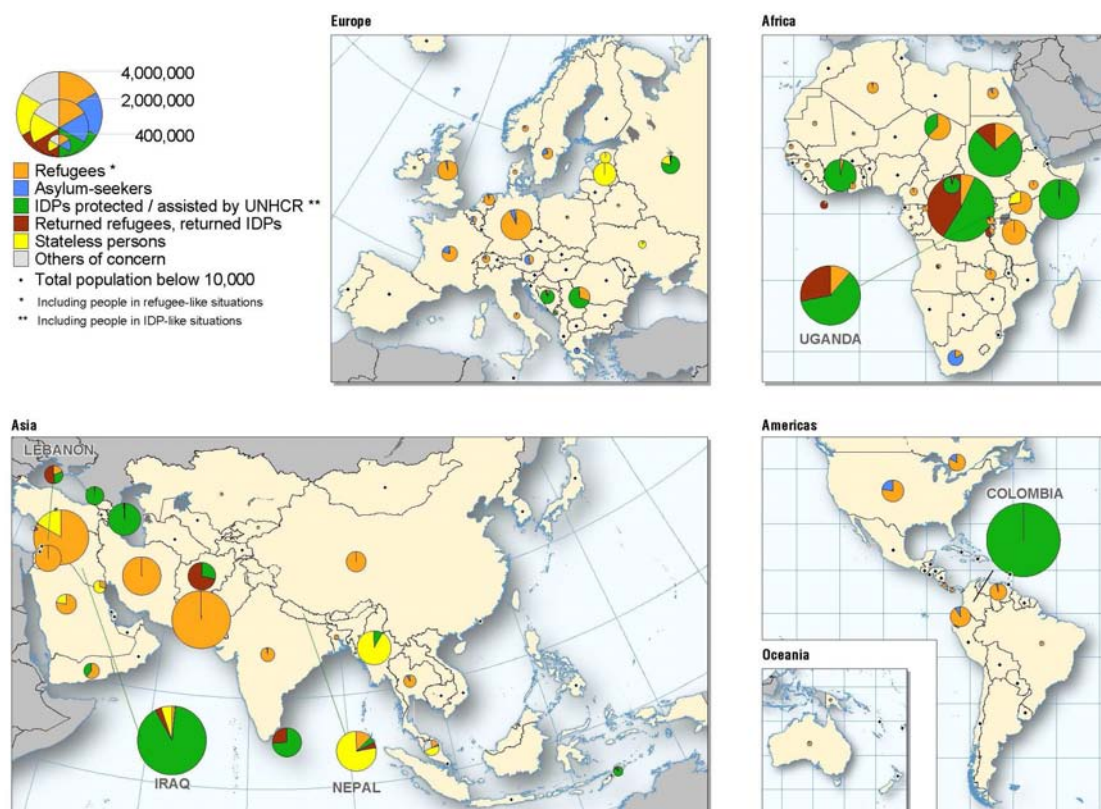 4,000,000
2,000,000
400,000
Refugees *
Asylum-seekers
IDPs protected / assisted by UNHCR **
Returned refugees, returned IDPs
Stateless persons
Others of concern
Total population below 10,000
* Including people in refugee-like situations
** Including people in IDP-like situations
Europe
Africa
UGANDA
Asia
LEBANON
IRAQ
NEPAL
Americas
COLOMBIA
Oceania